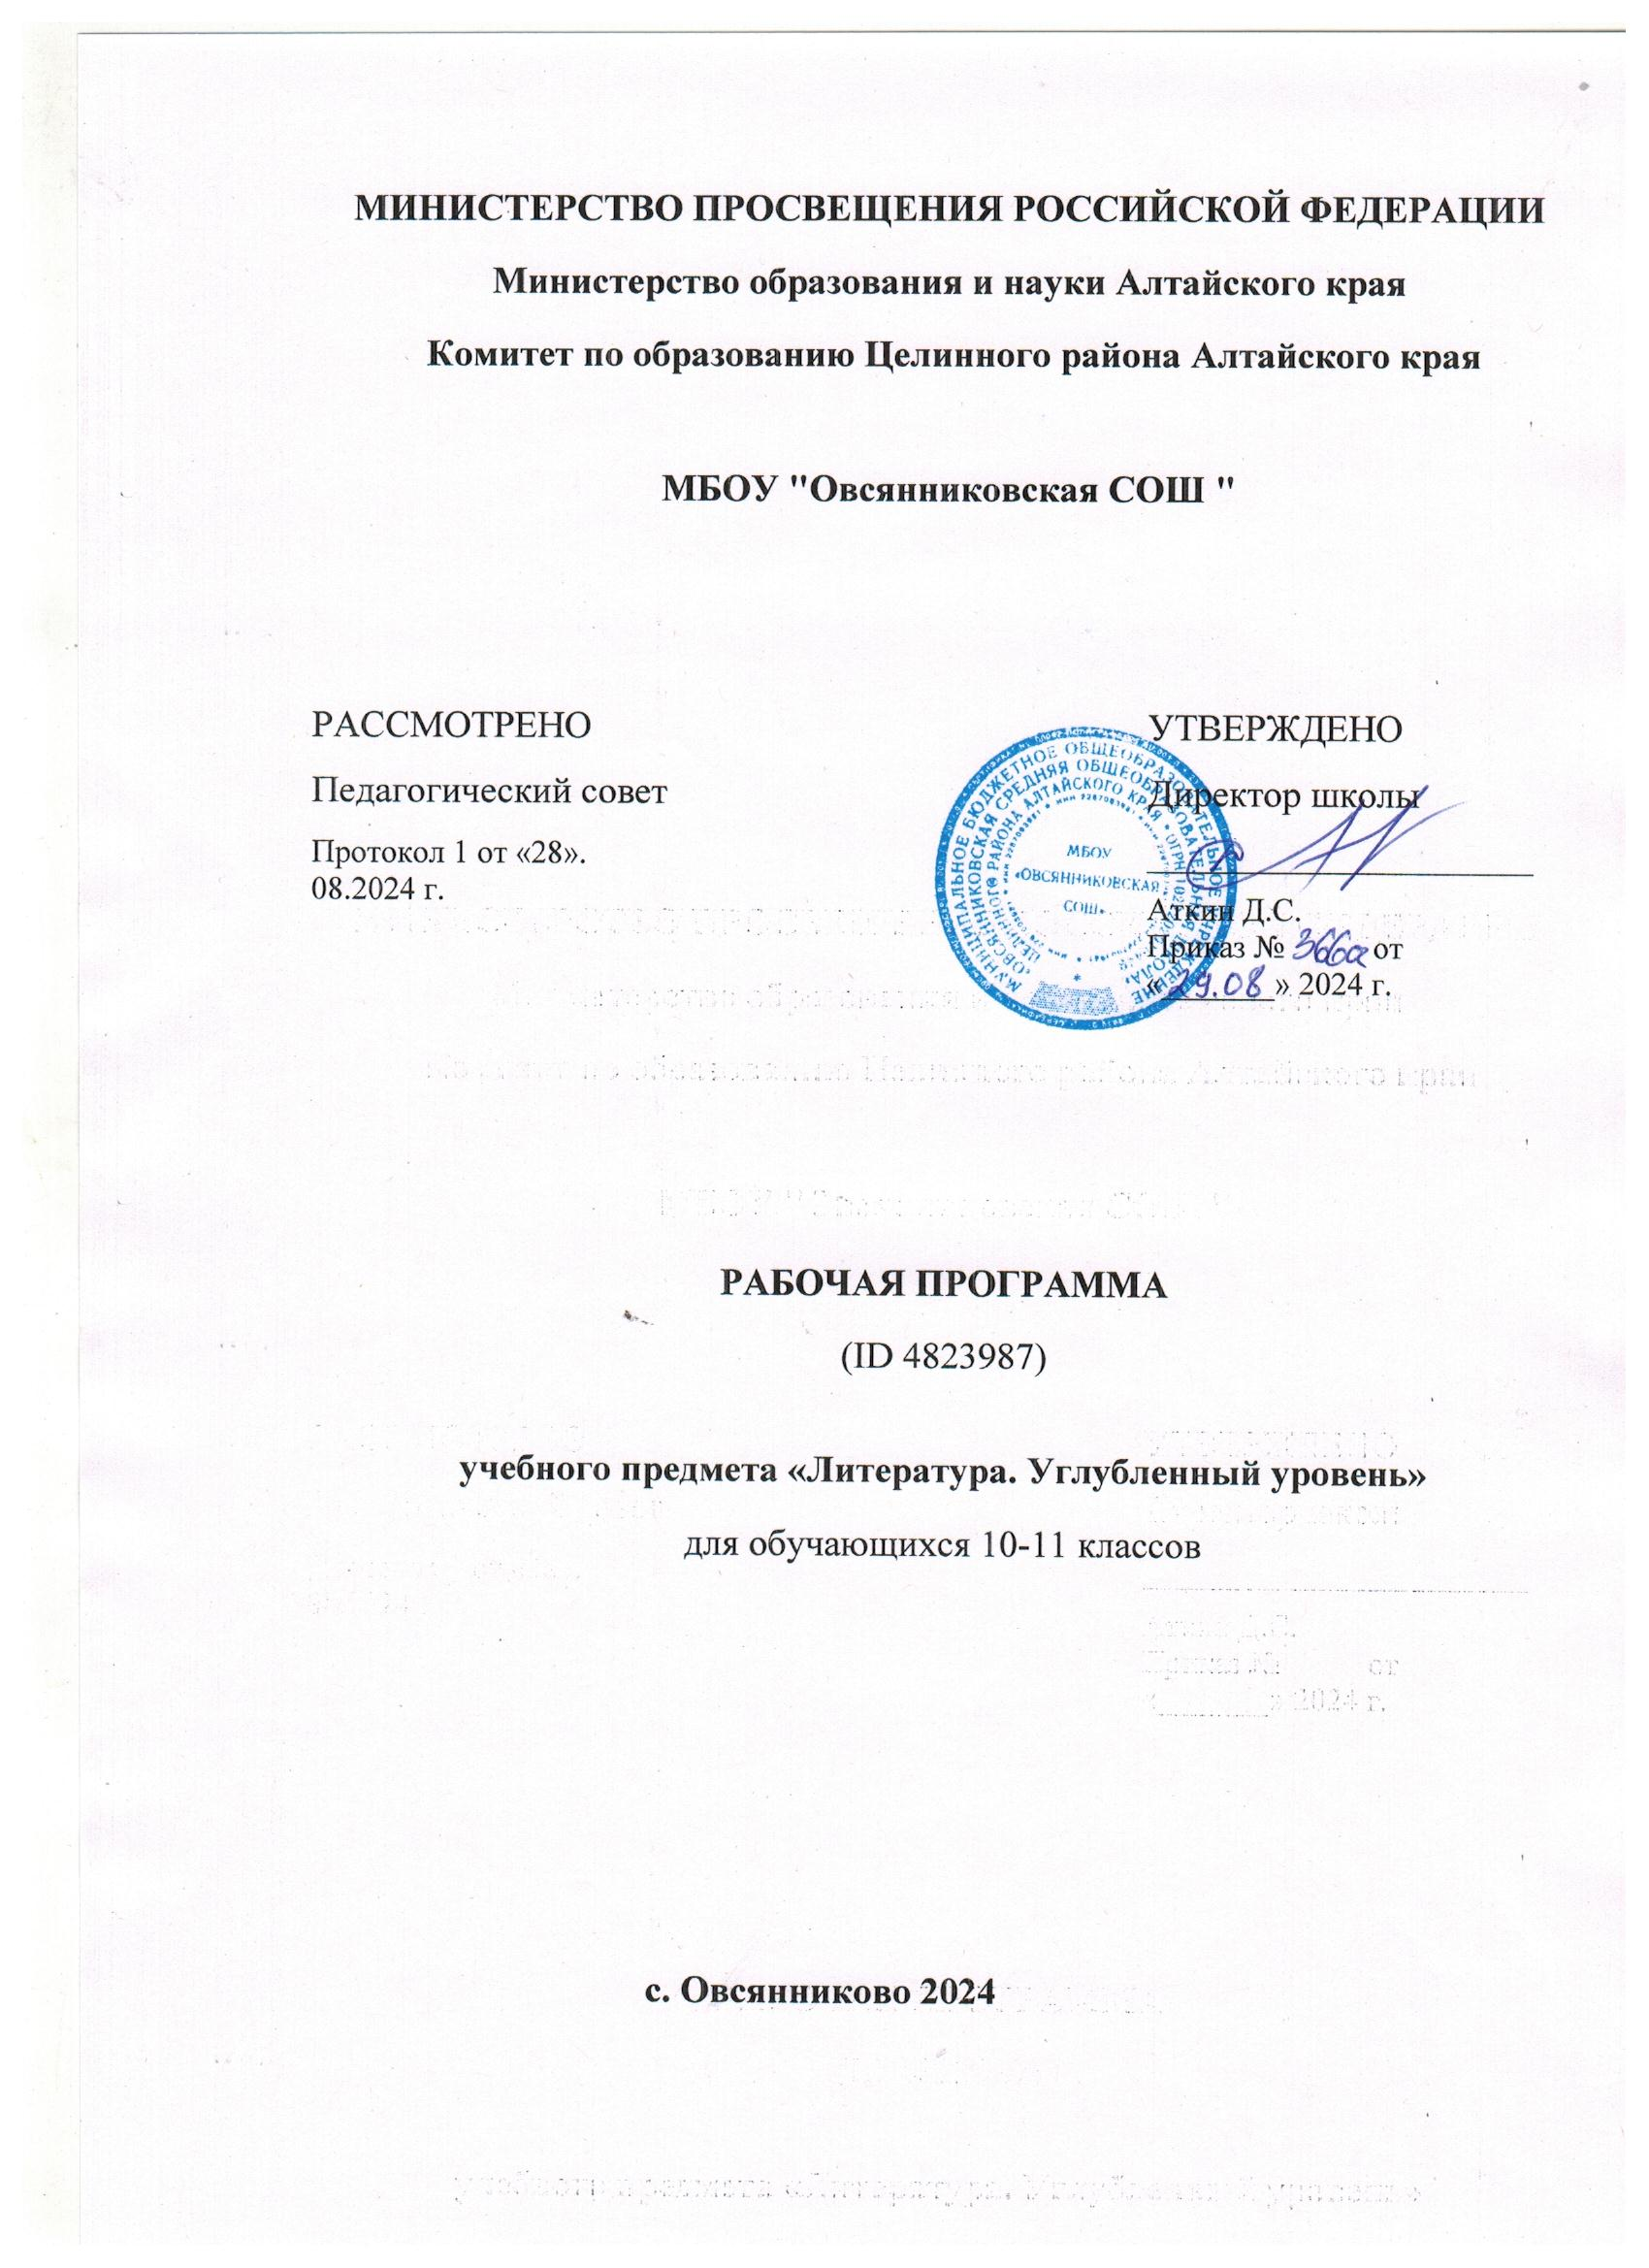 МИНИСТЕРСТВО ПРОСВЕЩЕНИЯ РОССИЙСКОЙ ФЕДЕРАЦИИ
Министерство образования и науки Алтайского края
Комитет по образованию Целинного района Алтайского края
МБОУ "Овсянниковская СОШ "
РАССМОТРЕНО
Педагогический совет
Протокол 1 от «28».
08.2024 г.
УТВЕРЖДЕНО
Директор школы
Аткин Д.С.
Приказ № 366а от
«29.08» 2024 г.
МБОУ
«ОВСЯННИКОВСКАЯ
СОШ»
РАБОЧАЯ ПРОГРАММА
(ID 4823987)
учебного предмета «Литература. Углубленный уровень»
для обучающихся 10-11 классов
с. Овсянниково 2024